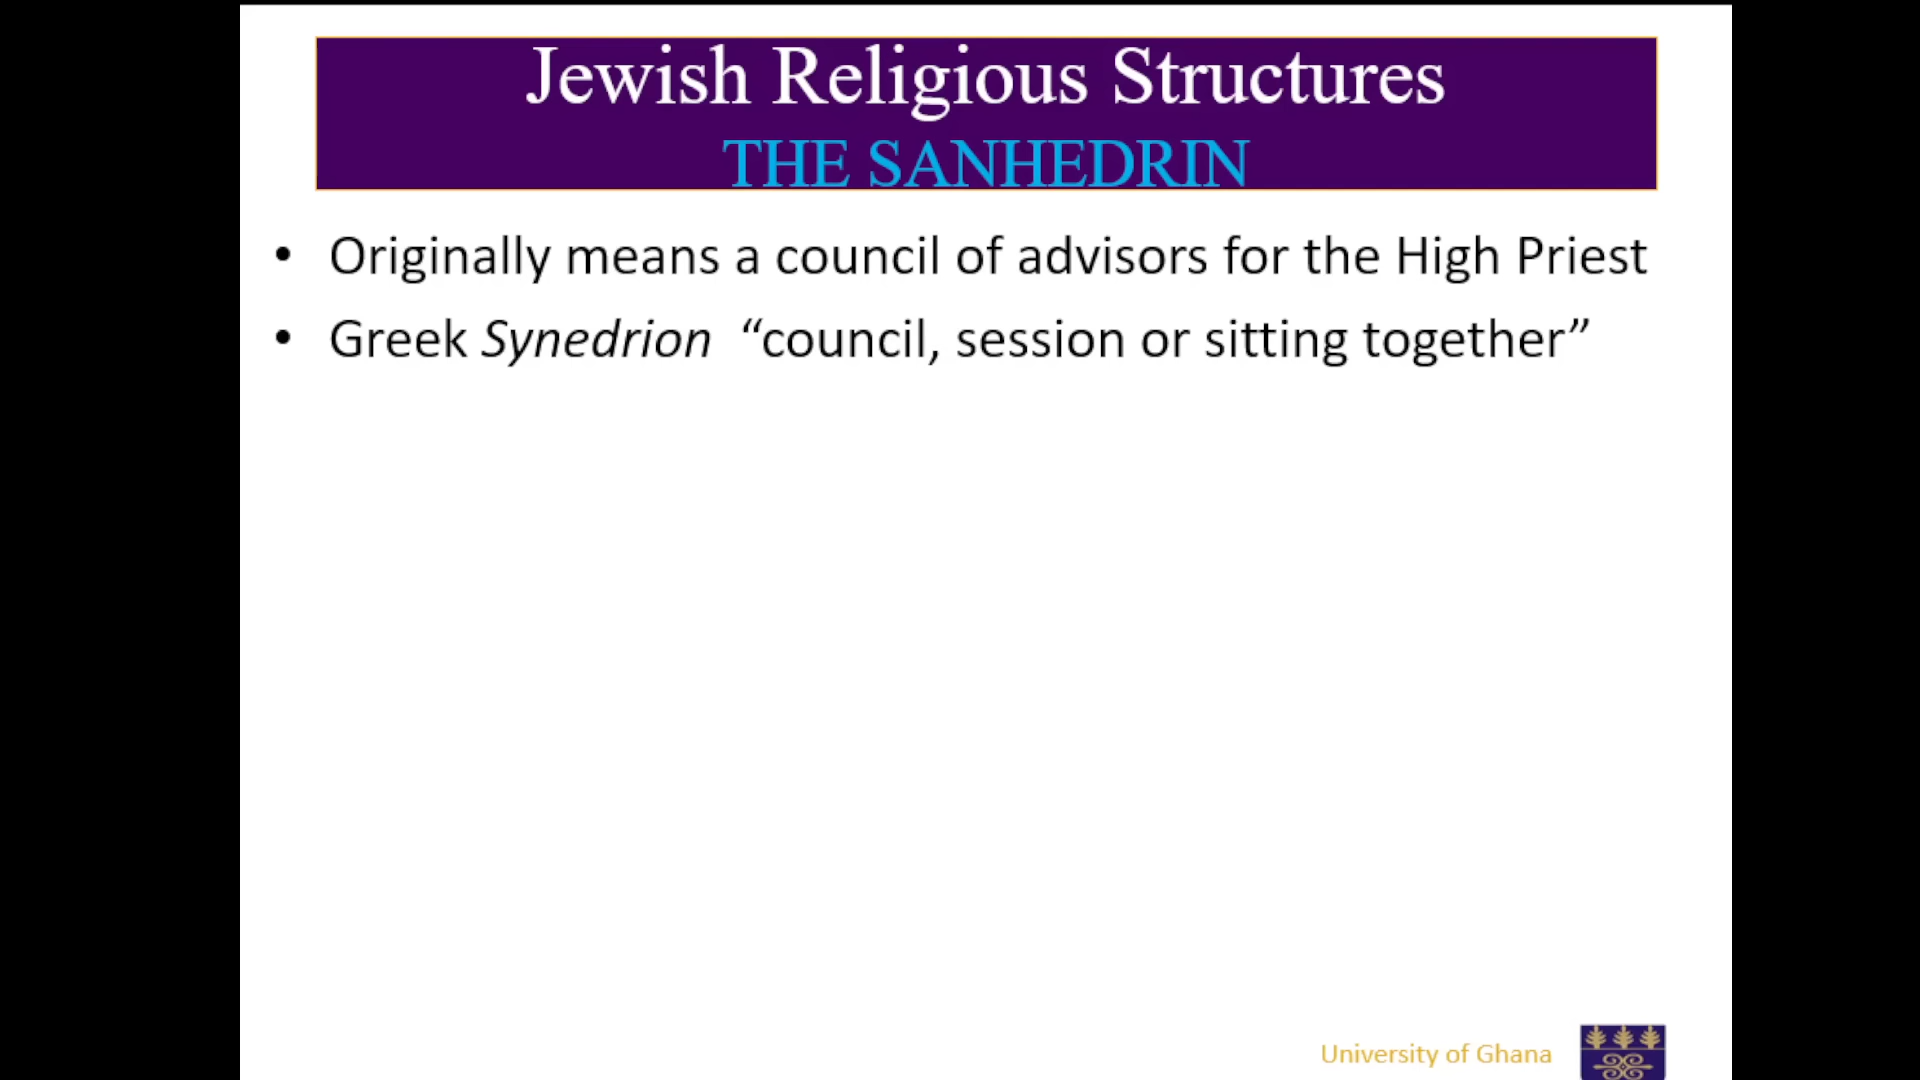 Jewish Religious Structures
THE SANHEDRIN
• Originally means a council of advisors for the High Priest
• Greek Synedrion “council, session or sitting together”
University of Ghana